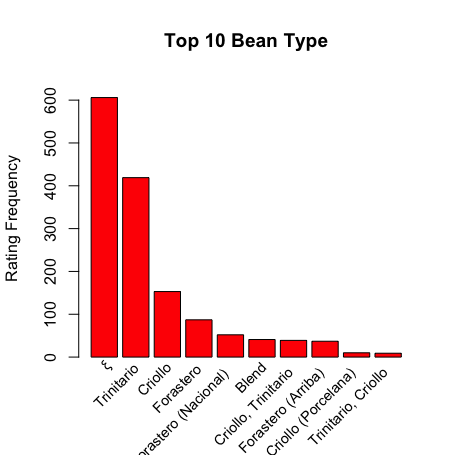 Top 10 Bean Type
Rating Frequency
600
500
400
300
200
100
0
ξ
Trinitario
Criollo
Forastero
orastero (Nacional)
Blend
Criollo, Trinitario
Forastero (Arriba)
Criollo (Porcelana)
Trinitario, Criollo